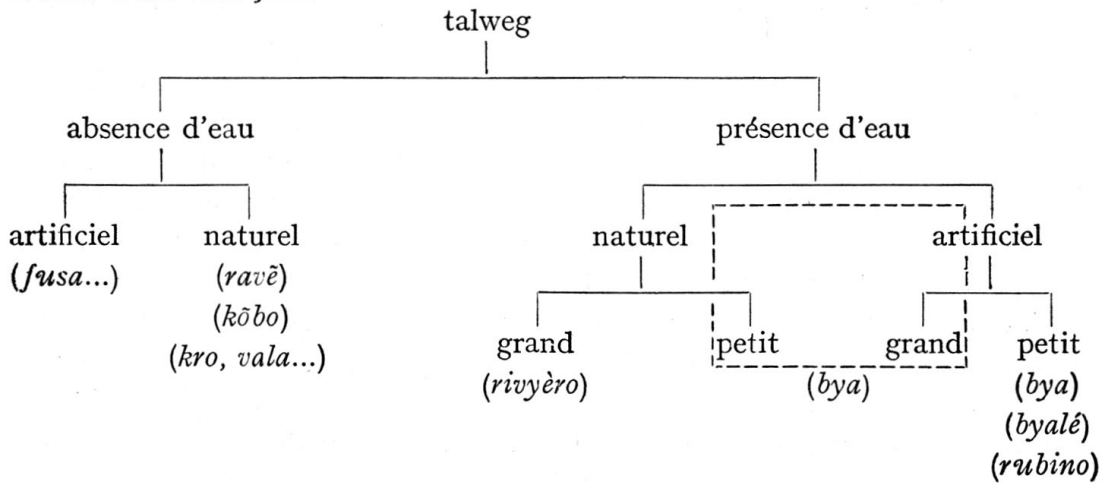 talweg
absence d'eau présence d'eau
artificiel naturel naturel artificiel
(fusa...) (ravẽ)
(kõbo) grand petit grand petit
(kro, vala...) (rivyèro) (bya) (bya)
(byalé)
(rubino)